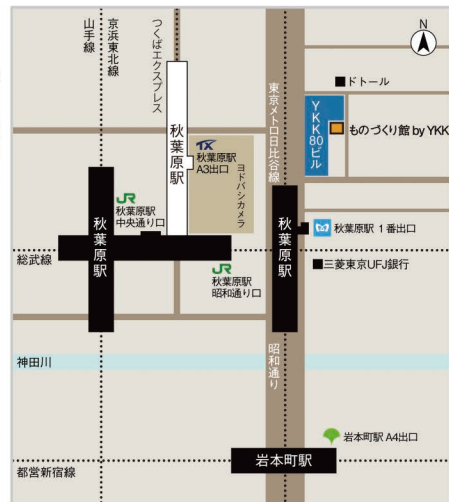 山手線
京浜東北線
つくばエクスプレス
N
■ドトール
東京メトロ日比谷線
YKK80ビル
ものづくり館 by YKK
秋葉原駅
TX
秋葉原駅
A3出口
ヨドバシカメラ
JR
秋葉原駅
中央通り口
秋葉原駅
秋葉原駅
秋葉原駅 1番出口
総武線
JR
秋葉原駅
昭和通り口
■三菱東京UFJ銀行
昭和通り
神田川
岩本町駅 A4出口
岩本町駅
都営新宿線